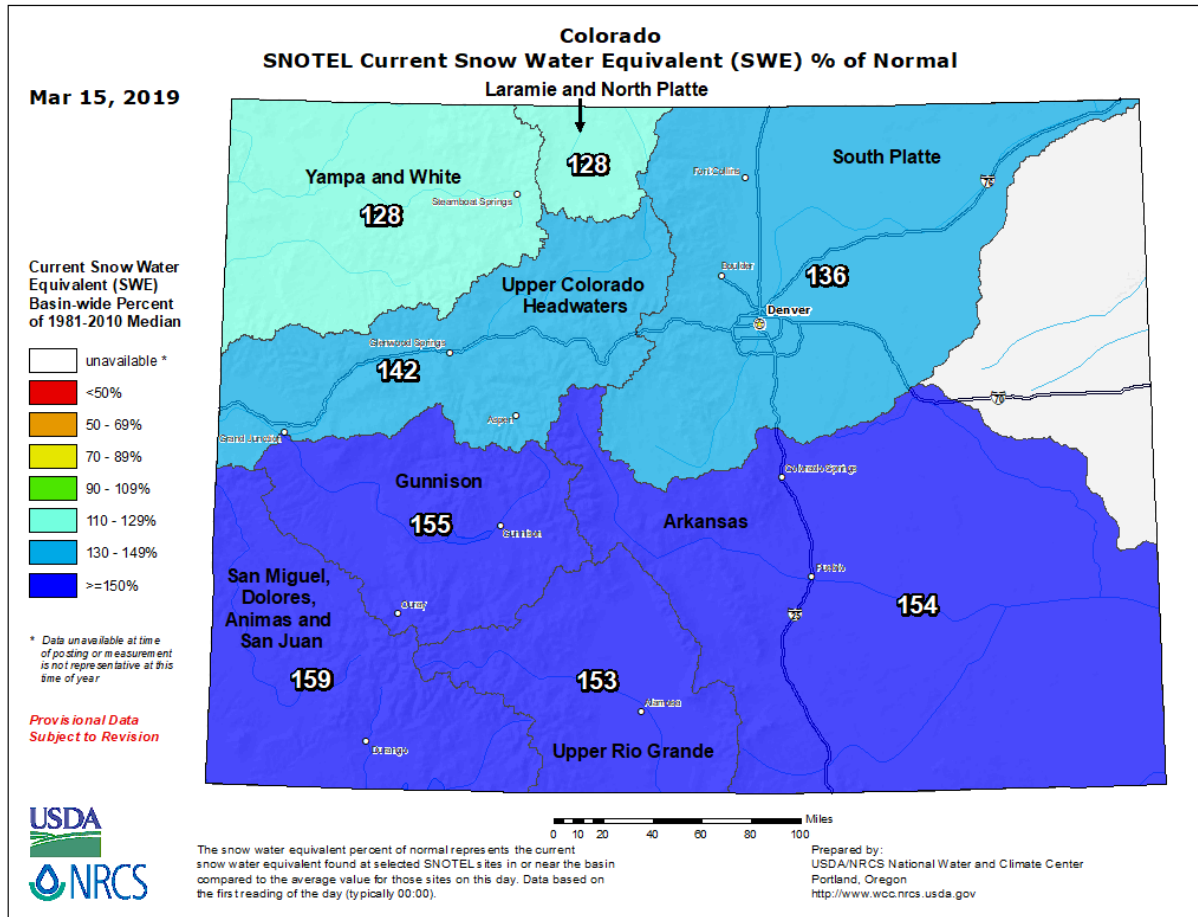 Colorado
SNOTEL Current Snow Water Equivalent (SWE) % of Normal
Mar 15, 2019
Laramie and North Platte
128
Yampa and White
128
Steamboat Springs
South Platte
Fort Collins
76
136
Boulder
Denver
Upper Colorado
Headwaters
Glenwood Springs
142
Aspen
Grand Junction
70
Colorado Springs
Gunnison
155
Gunnison
Arkansas
Pueblo
154
25
San Miguel,
Dolores,
Animas and
San Juan
159
Ouray
Durango
153
Alamosa
Upper Rio Grande
Current Snow Water
Equivalent (SWE)
Basin-wide Percent
of 1981-2010 Median
unavailable *
<50%
50 - 69%
70 - 89%
90 - 109%
110 - 129%
130 - 149%
>=150%
* Data unavailable at time
of posting or measurement
is not representative at this
time of year
Provisional Data
Subject to Revision
USDA
NRCS
Miles
0 10 20 40 60 80 100
The snow water equivalent percent of normal represents the current
snow water equivalent found at selected SNOTEL sites in or near the basin
compared to the average value for those sites on this day. Data based on
the first reading of the day (typically 00:00).
Prepared by:
USDA/NRCS National Water and Climate Center
Portland, Oregon
http://www.wcc.nrcs.usda.gov